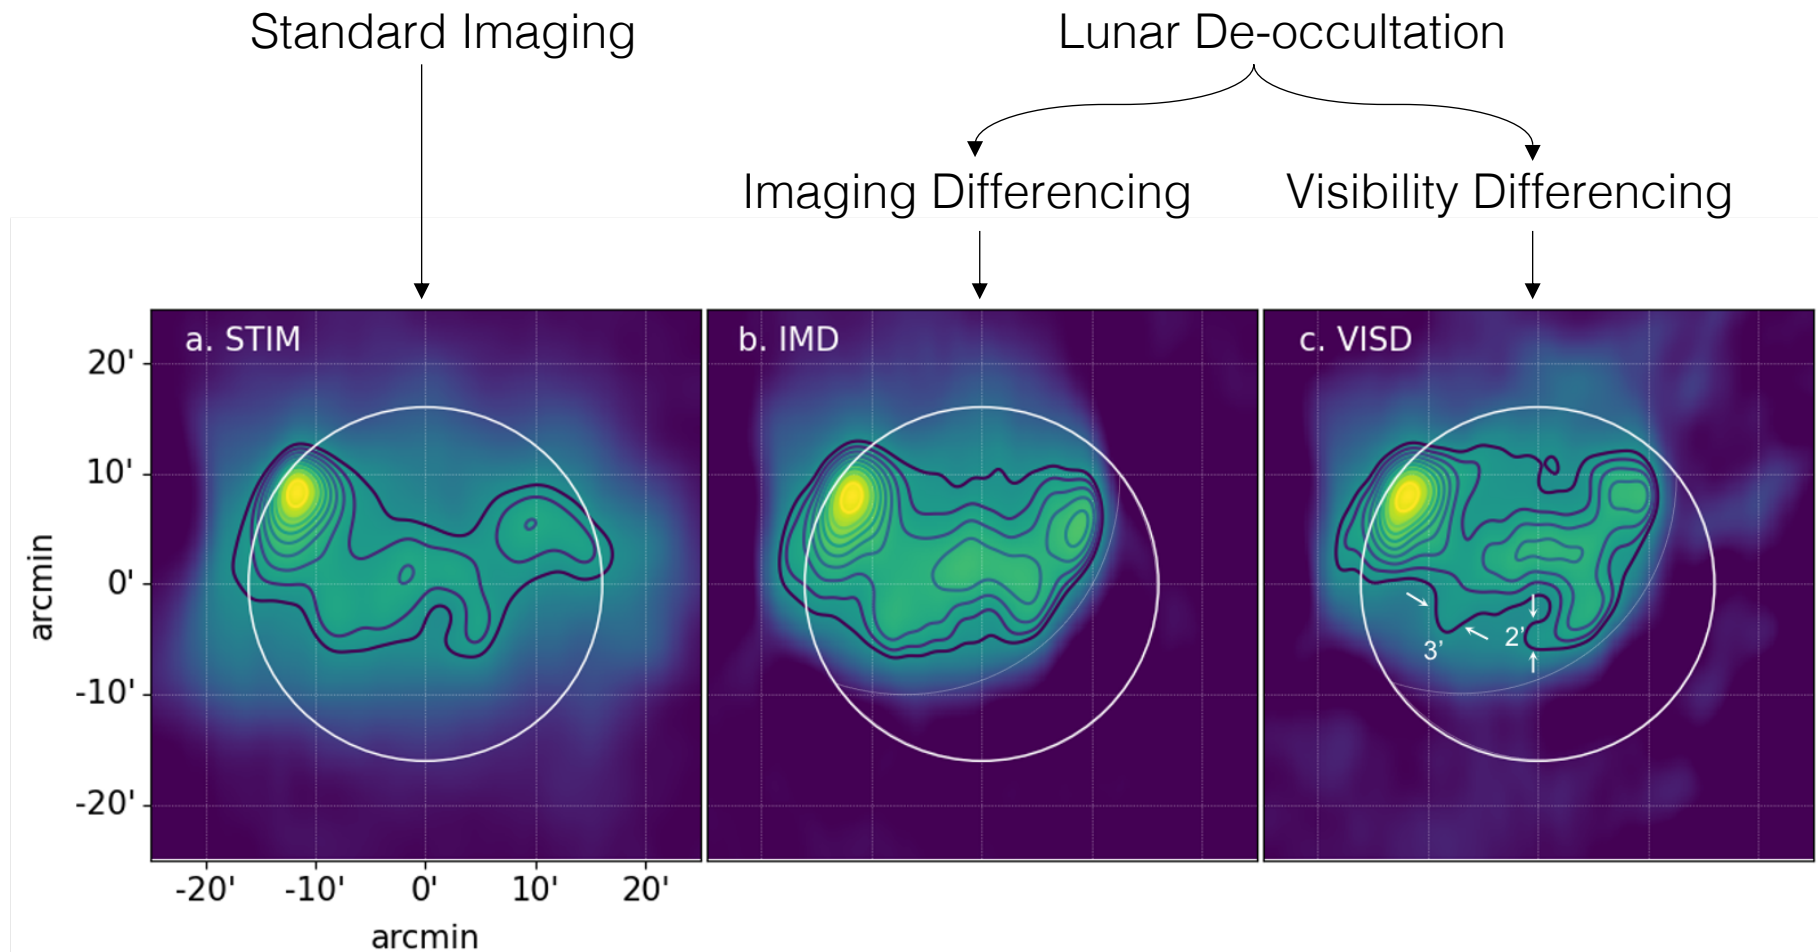 Standard Imaging
Lunar De-occultation
Imaging Differencing
Visibility Differencing
a. STIM
b. IMD
c. VISD
20'
10'
0'
-10'
-20'
arcmin
3'
2'
-20'
-10'
0'
10'
20'
arcmin